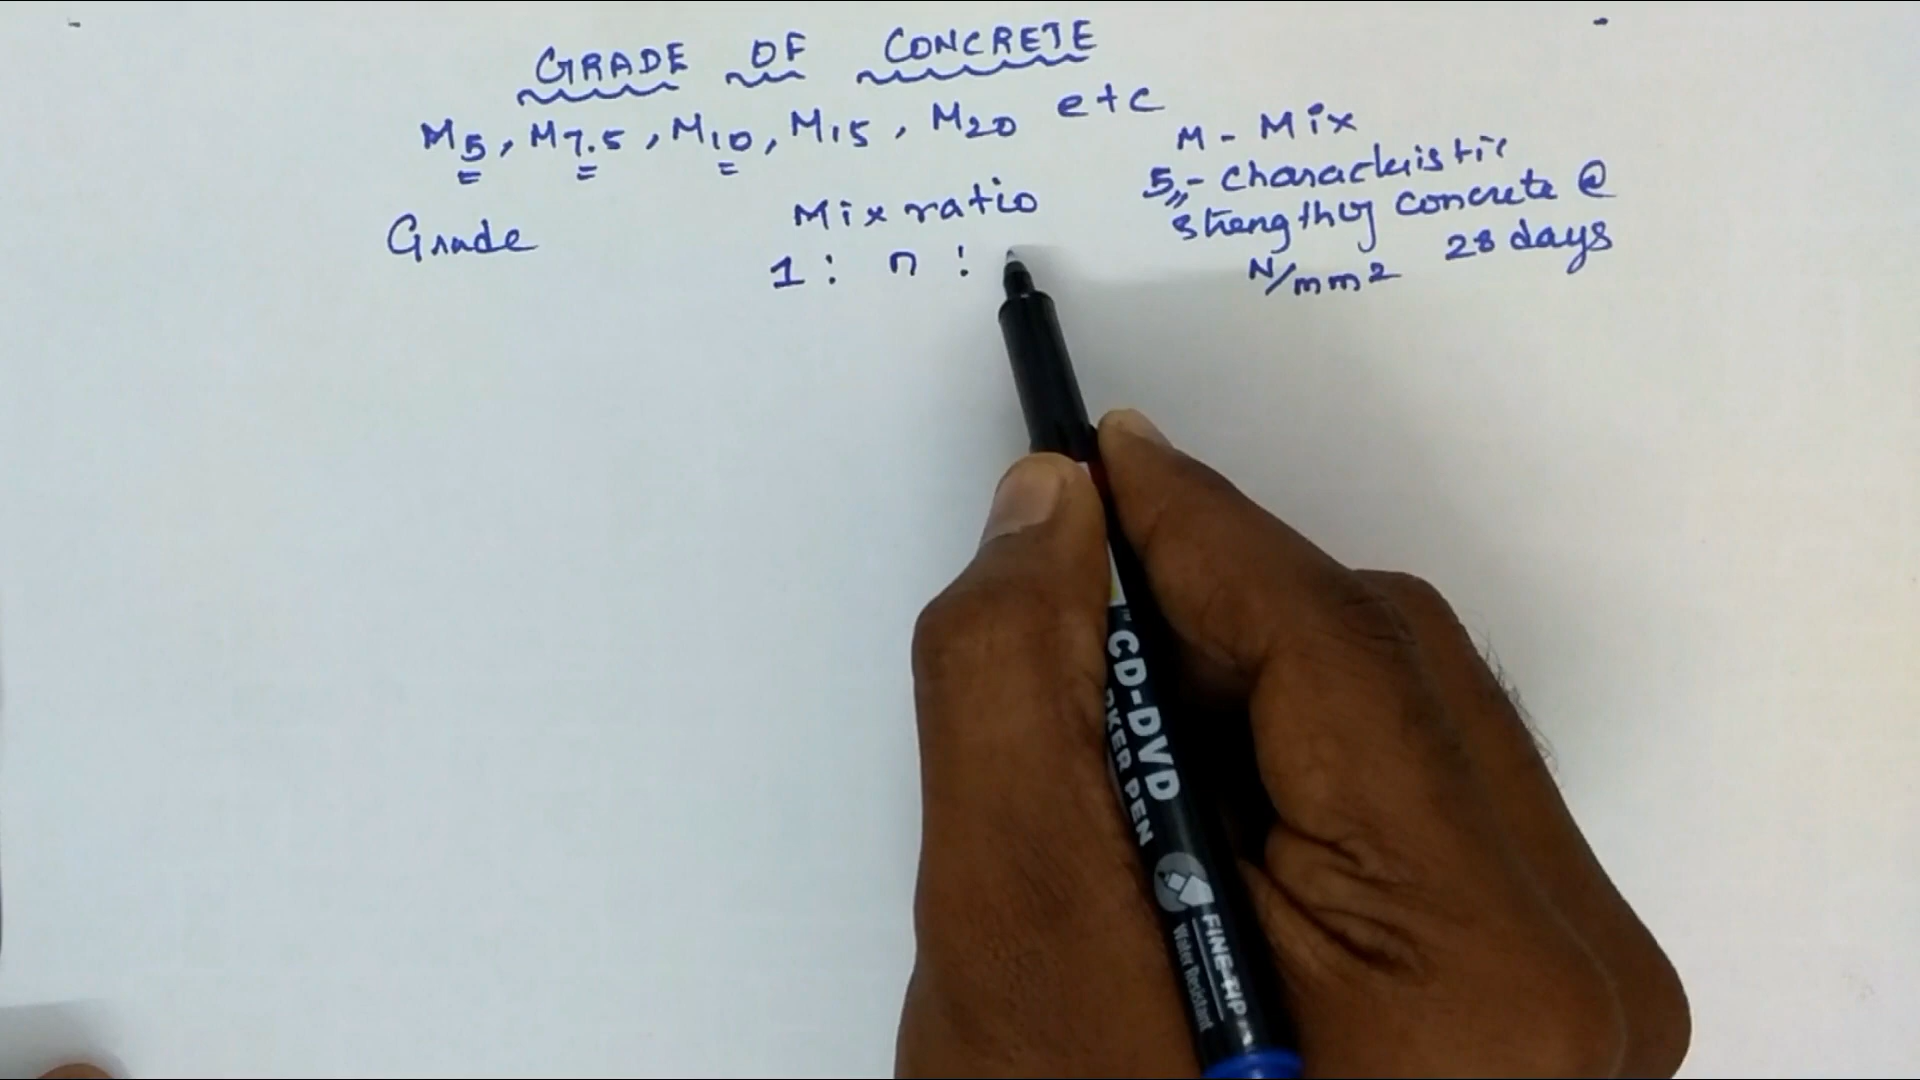 GRADE OF CONCRETE
M5, M7.5, M10, M15, M20 etc
M - Mix
5 - characteristic
strength of concrete @
28 days
N/mm2
Grade
Mix ratio
1 : n :
CD-DVD
RKER PEN
FINE-TIP
Water Resistant